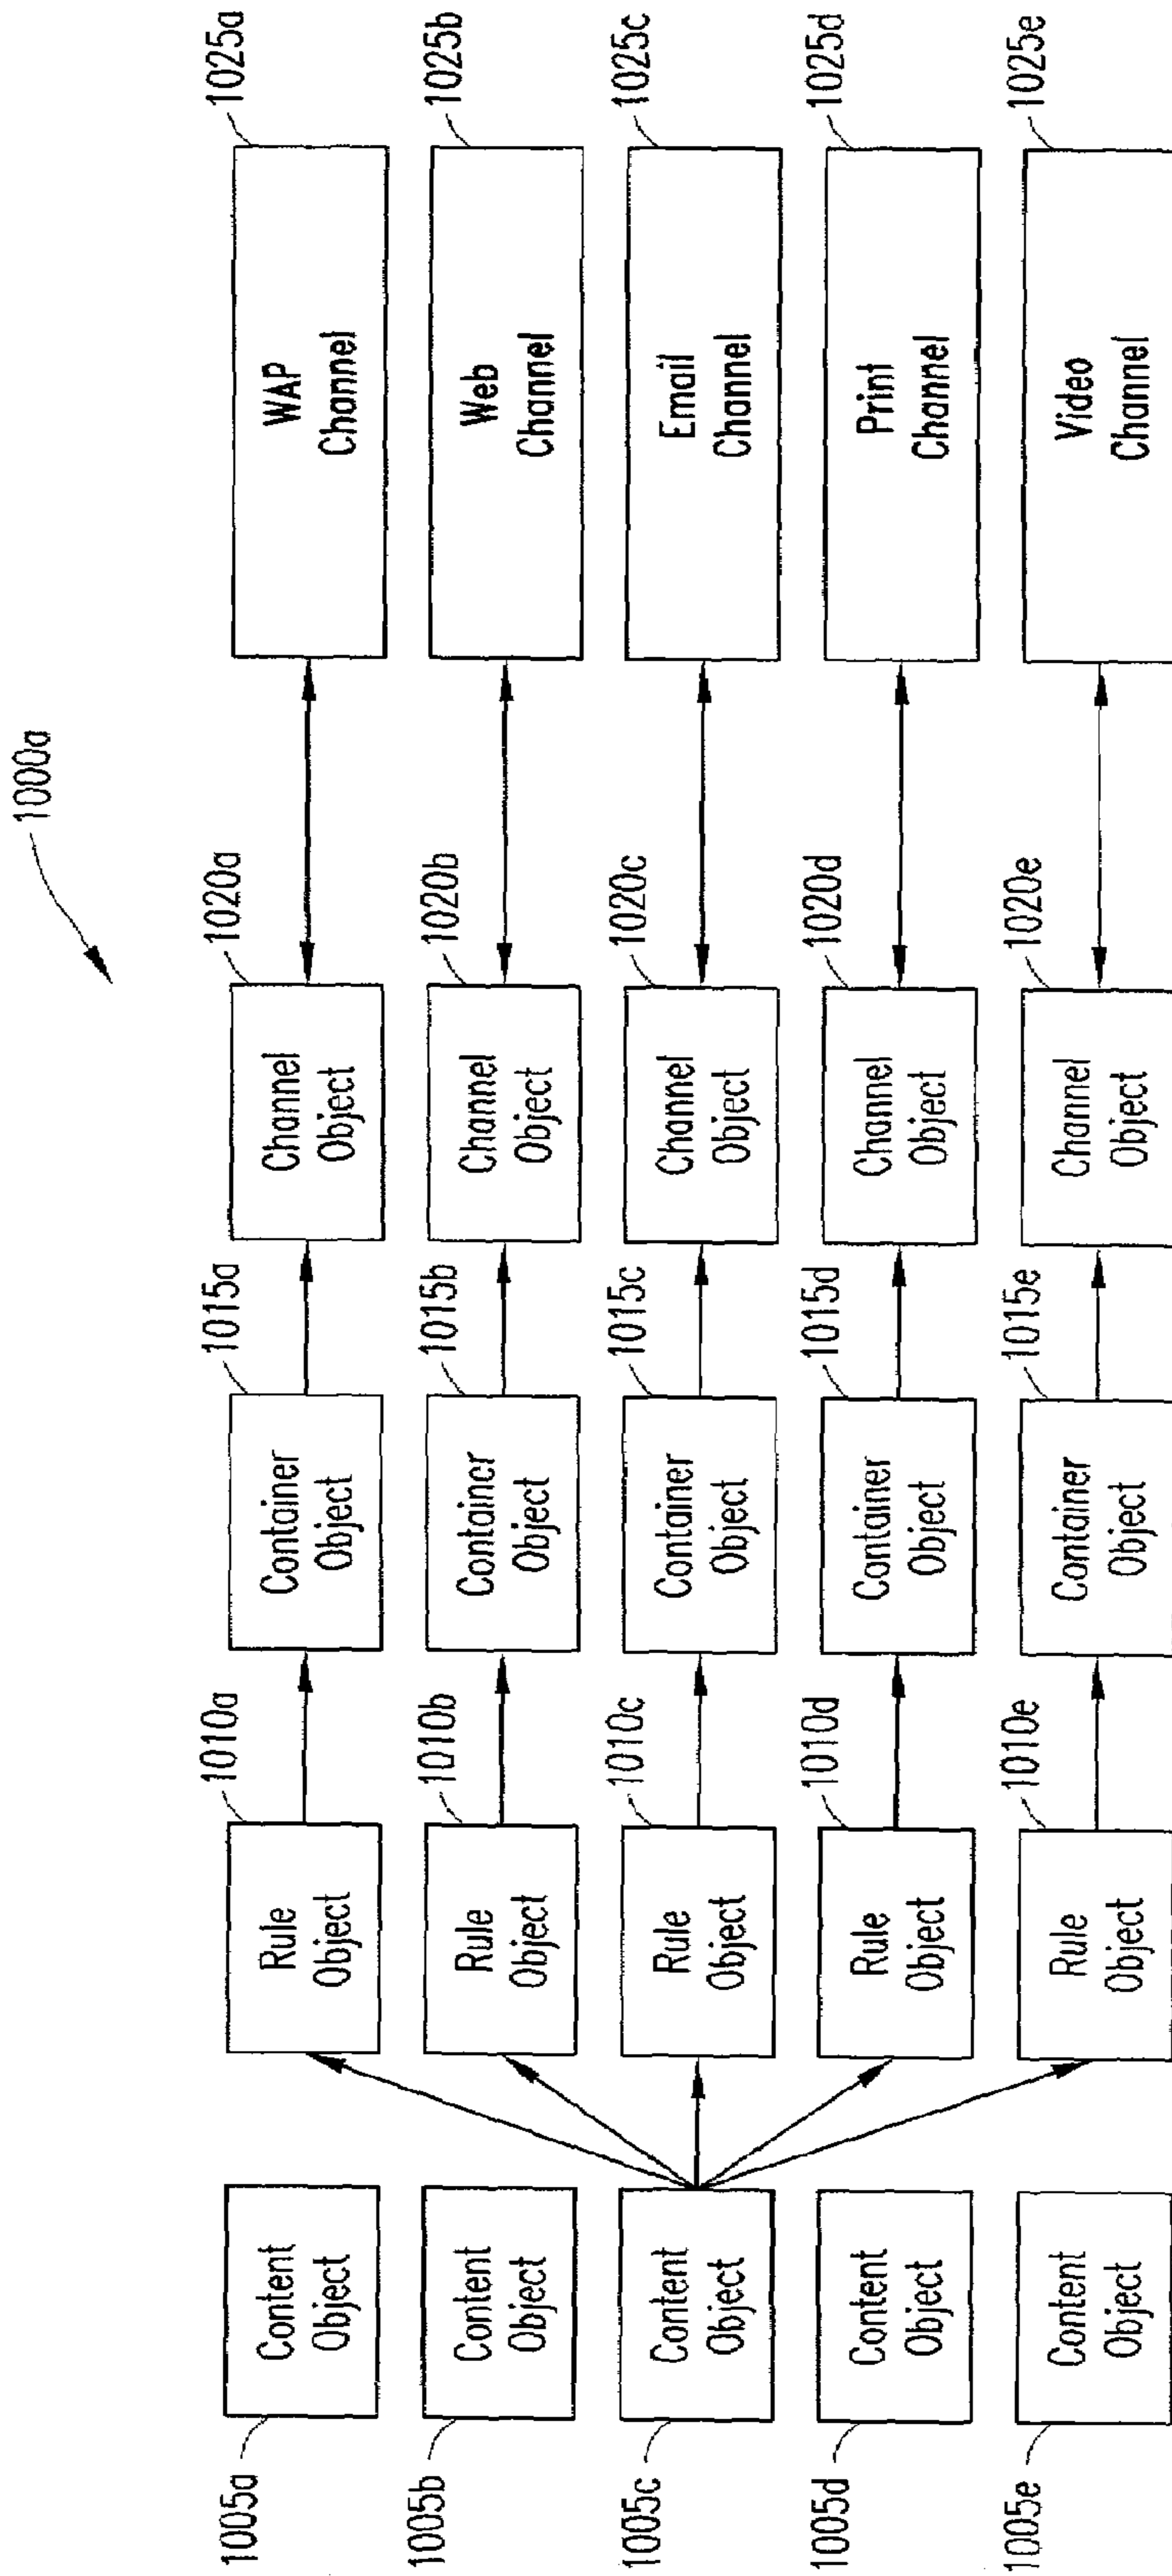 1000a
1005a
Content
Object
1010a
Rule
Object
1015a
Container
Object
1020a
Channel
Object
1025a
WAP
Channel
1005b
Content
Object
1010b
Rule
Object
1015b
Container
Object
1020b
Channel
Object
1025b
Web
Channel
1005c
Content
Object
1010c
Rule
Object
1015c
Container
Object
1020c
Channel
Object
1025c
Email
Channel
1005d
Content
Object
1010d
Rule
Object
1015d
Container
Object
1020d
Channel
Object
1025d
Print
Channel
1005e
Content
Object
1010e
Rule
Object
1015e
Container
Object
1020e
Channel
Object
1025e
Video
Channel